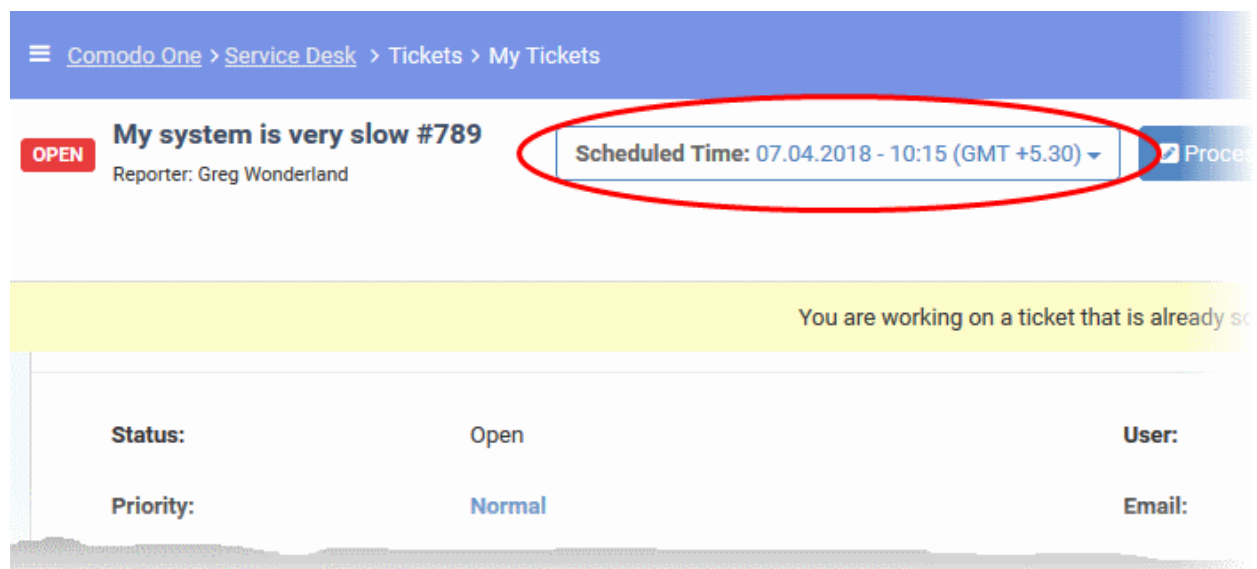 Comodo One > Service Desk > Tickets > My Tickets
OPEN
My system is very slow #789
Reporter: Greg Wonderland
Scheduled Time: 07.04.2018 - 10:15 (GMT +5.30)
You are working on a ticket that is already
Status: Open User:
Priority: Normal Email: